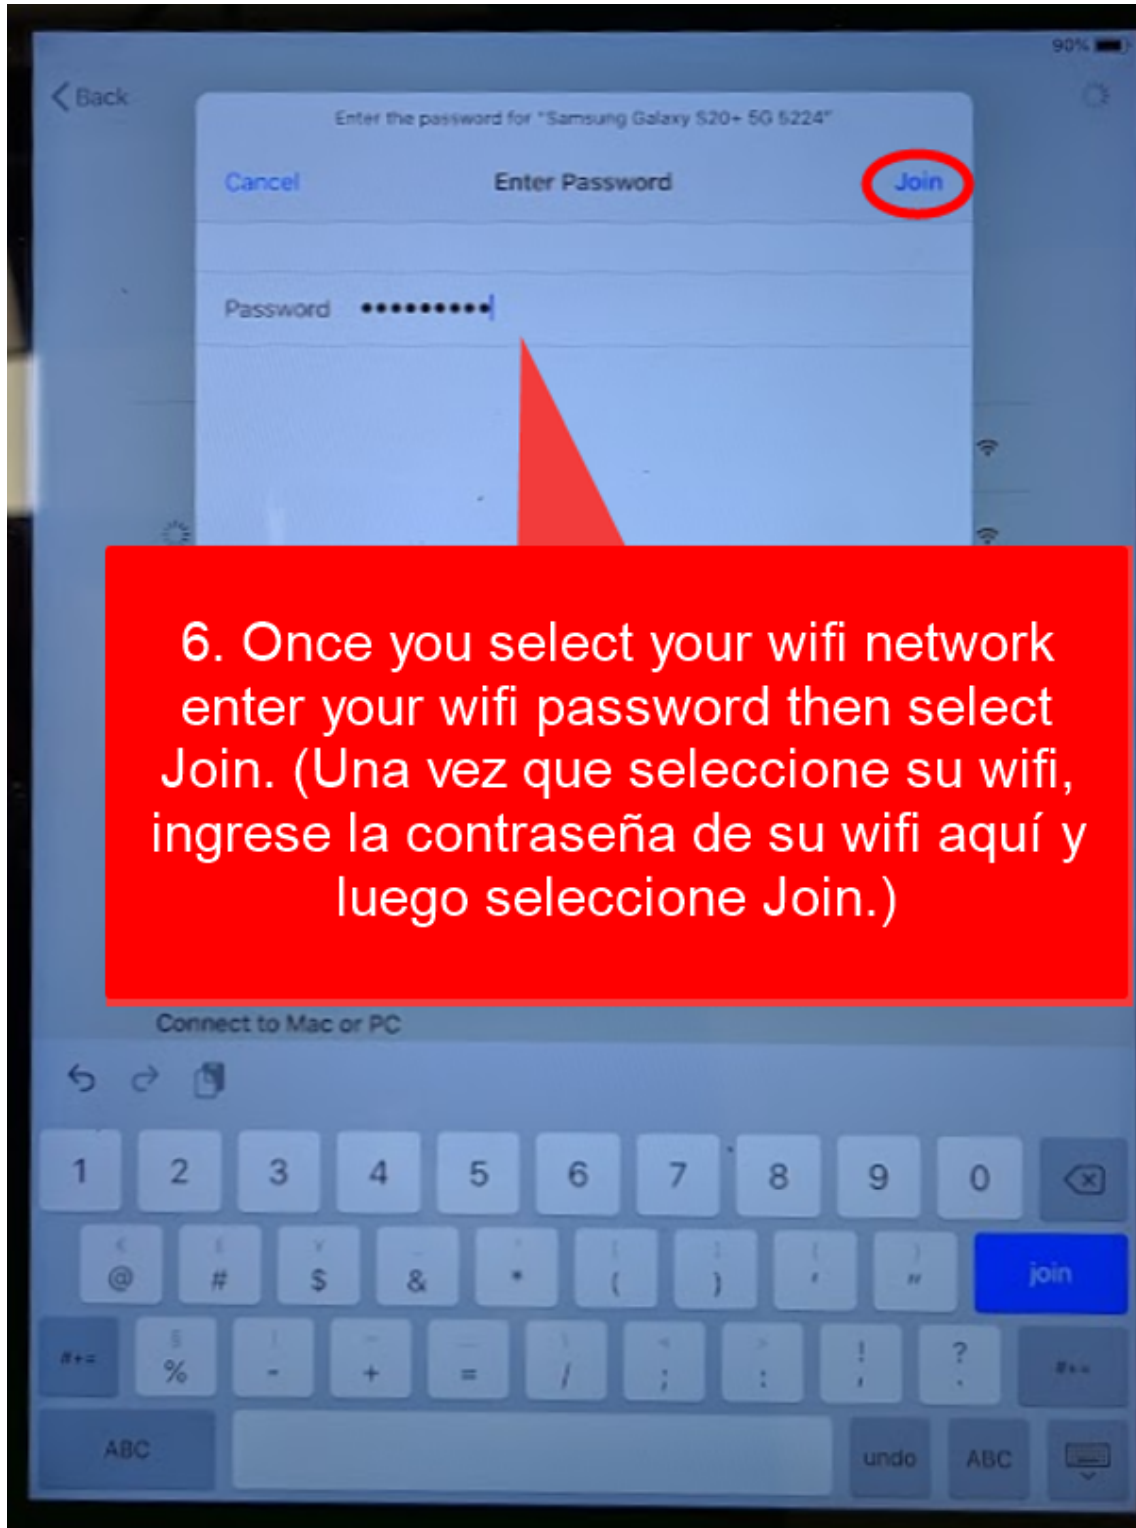 90%
Back
Enter the password for "Samsung Galaxy S20+ 5G 5224"
Cancel Enter Password Join
Password
6. Once you select your wifi network
enter your wifi password then select
Join. (Una vez que seleccione su wifi,
ingrese la contraseña de su wifi aquí y
luego seleccione Join.)
Connect to Mac or PC
1 2 3 4 5 6 7 8 9 0
@ # $ & * ( ) ' "
join
#+= % - + = / ; : ! , ? . #+=
ABC undo ABC